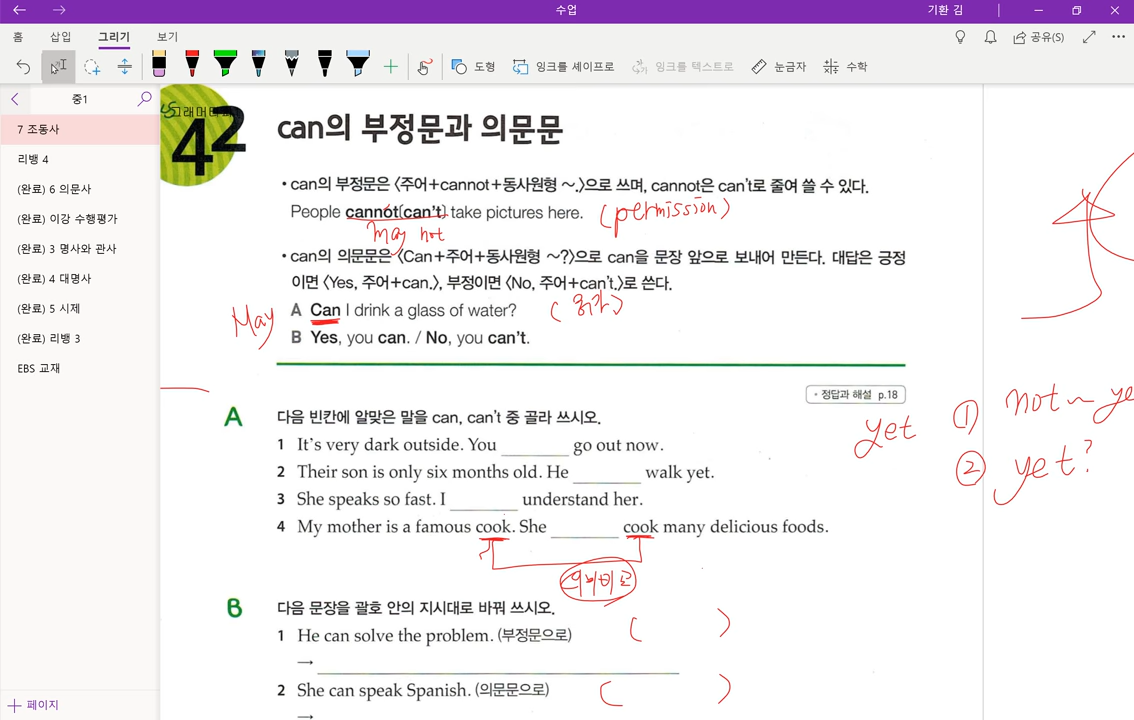 수업
기환 김
홈 삽입 그리기 보기
공유(S)
도형 잉크를 셰이프로 잉크를 텍스트로 눈금자 수학
중1
7 조동사
리뱅 4
(완료) 6 의문사
(완료) 이강 수행평가
(완료) 3 명사와 관사
(완료) 4 대명사
(완료) 5 시제
(완료) 리뱅 3
EBS 교재
페이지
42
can의 부정문과 의문문
• can의 부정문은 〈주어+cannot+동사원형 ~.〉으로 쓰며, cannot은 can't로 줄여 쓸 수 있다.
People cannot(can't) take pictures here. (permission)
may not
• can의 의문문은 〈Can+주어+동사원형 ~?〉으로 can을 문장 앞으로 보내어 만든다. 대답은 긍정
이면 〈Yes, 주어+can.〉, 부정이면 〈No, 주어+can't.〉로 쓴다.
May A Can I drink a glass of water? (허가)
B Yes, you can. / No, you can't.
• 정답과 해설 p.18
A 다음 빈칸에 알맞은 말을 can, can't 중 골라 쓰시오.
yet ① not ~ ye
② yet?
1 It's very dark outside. You ________ go out now.
2 Their son is only six months old. He ________ walk yet.
3 She speaks so fast. I ________ understand her.
4 My mother is a famous cook. She ________ cook many delicious foods.
B 다음 문장을 괄호 안의 지시대로 바꿔 쓰시오.
1 He can solve the problem. (부정문으로) ( )
→
2 She can speak Spanish. (의문문으로) ( )
→